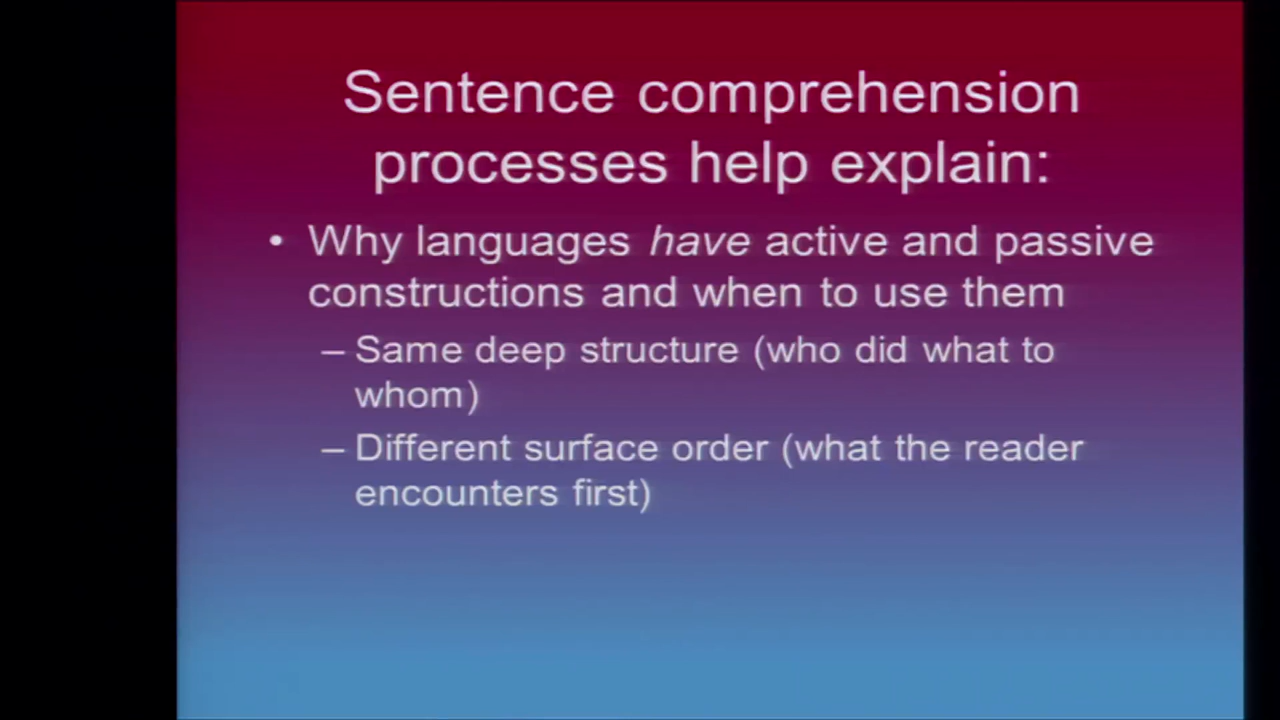 Sentence comprehension
processes help explain:
• Why languages have active and passive
constructions and when to use them
– Same deep structure (who did what to
whom)
– Different surface order (what the reader
encounters first)